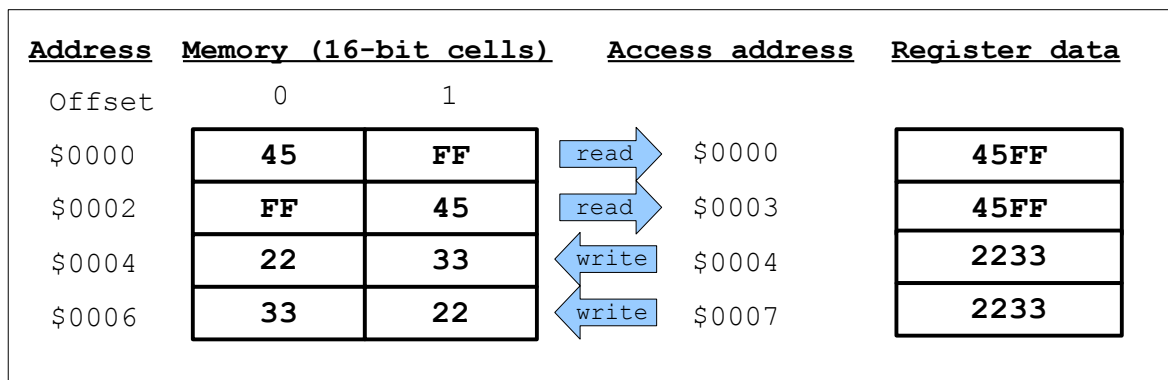 Address Memory (16-bit cells) Access address Register data
Offset 0 1
$0000 45 FF read $0000 45FF
$0002 FF 45 read $0003 45FF
$0004 22 33 write $0004 2233
$0006 33 22 write $0007 2233